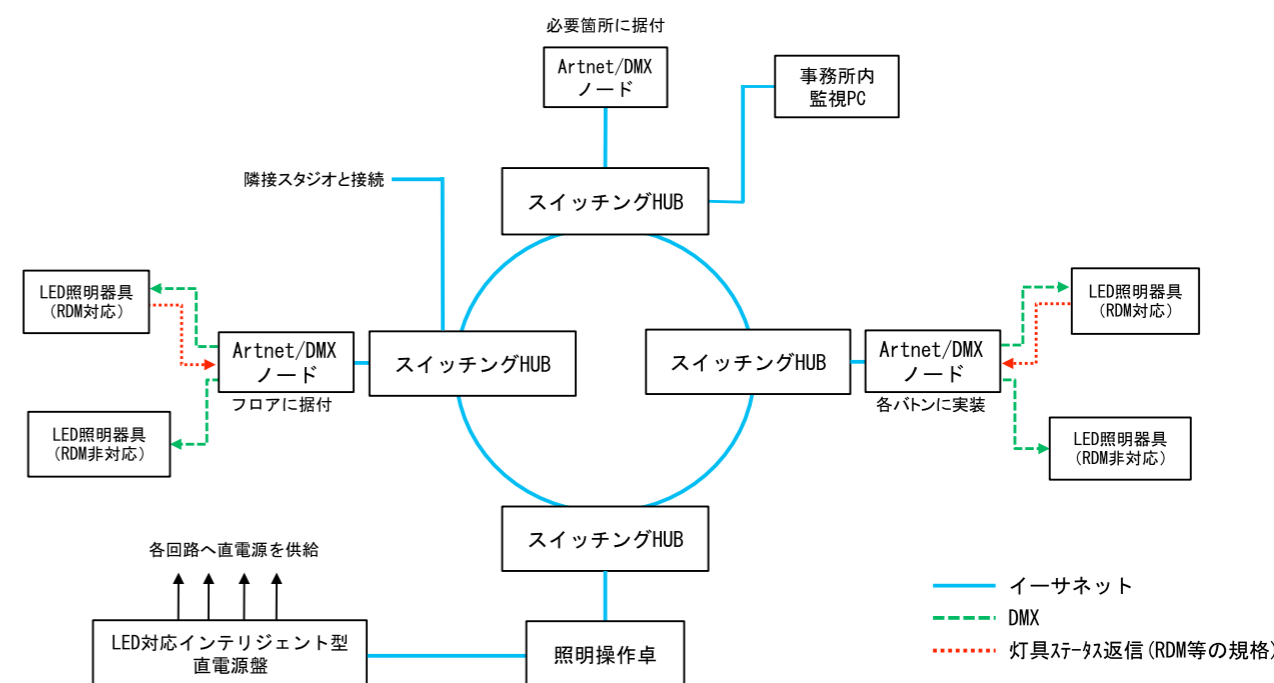 必要箇所に据付
Artnet/DMX
ノード
事務所内
監視PC
隣接スタジオと接続
スイッチングHUB
LED照明器具
(RDM対応)
Artnet/DMX
ノード
フロアに据付
スイッチングHUB
LED照明器具
(RDM非対応)
スイッチングHUB
Artnet/DMX
ノード
各バトンに実装
LED照明器具
(RDM対応)
LED照明器具
(RDM非対応)
スイッチングHUB
各回路へ直電源を供給
LED対応インテリジェント型
直電源盤
照明操作卓
イーサネット
DMX
灯具ステータス返信(RDM等の規格)